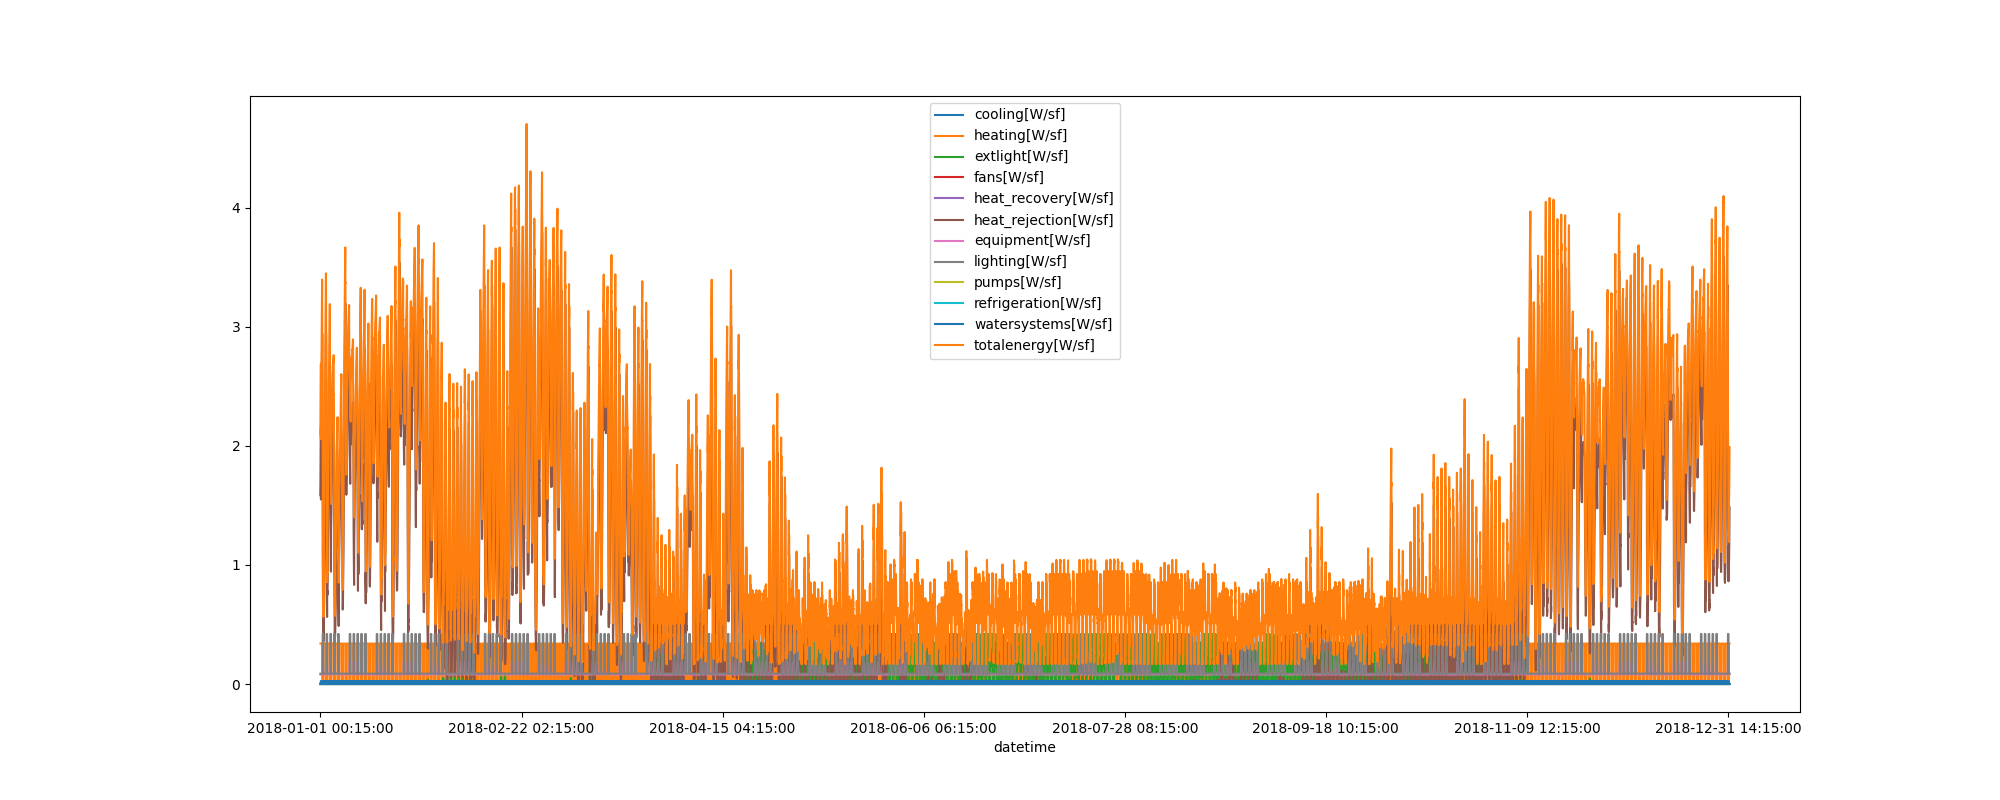 cooling[W/sf]
heating[W/sf]
extlight[W/sf]
fans[W/sf]
heat_recovery[W/sf]
heat_rejection[W/sf]
equipment[W/sf]
lighting[W/sf]
pumps[W/sf]
refrigeration[W/sf]
watersystems[W/sf]
totalenergy[W/sf]
4
3
2
1
0
2018-01-01 00:15:00 2018-02-22 02:15:00 2018-04-15 04:15:00 2018-06-06 06:15:00 2018-07-28 08:15:00 2018-09-18 10:15:00 2018-11-09 12:15:00 2018-12-31 14:15:00
datetime